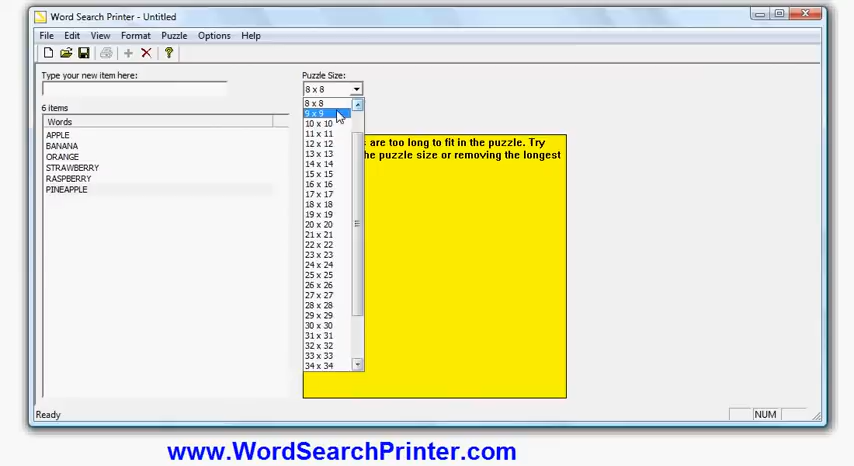 Word Search Printer - Untitled
File Edit View Format Puzzle Options Help
Type your new item here:
6 items
Words
APPLE
BANANA
ORANGE
STRAWBERRY
RASPBERRY
PINEAPPLE
Puzzle Size:
8 x 8
8 x 8
9 x 9
10 x 10
11 x 11
12 x 12
13 x 13
14 x 14
15 x 15
16 x 16
17 x 17
18 x 18
19 x 19
20 x 20
21 x 21
22 x 22
23 x 23
24 x 24
25 x 25
26 x 26
27 x 27
28 x 28
29 x 29
30 x 30
31 x 31
32 x 32
33 x 33
34 x 34
are too long to fit in the puzzle. Try
he puzzle size or removing the longest
Ready
NUM
www.WordSearchPrinter.com